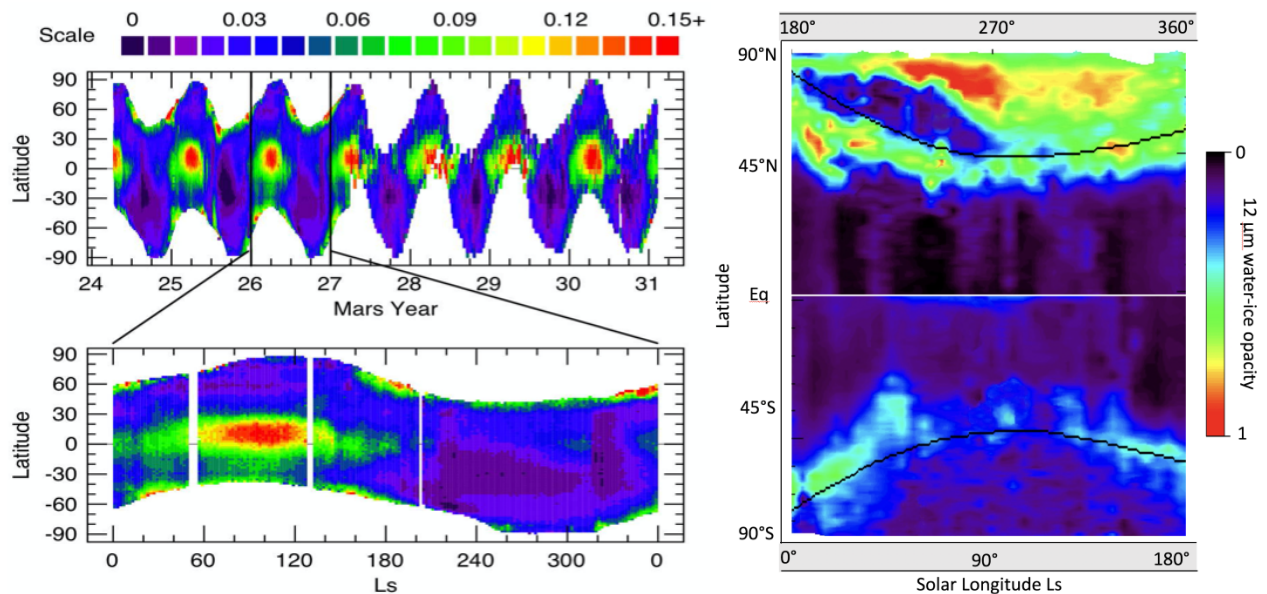 0 0.03 0.06 0.09 0.12 0.15+
Scale
90
60
30
0
-30
-60
-90
Latitude
24 25 26 27 28 29 30 31
Mars Year
90
60
30
0
-30
-60
-90
Latitude
0 60 120 180 240 300 0
Ls
180° 270° 360°
90°N
45°N
Eq
45°S
90°S
Latitude
0° 90° 180°
Solar Longitude Ls
0
12 µm water-ice opacity
1